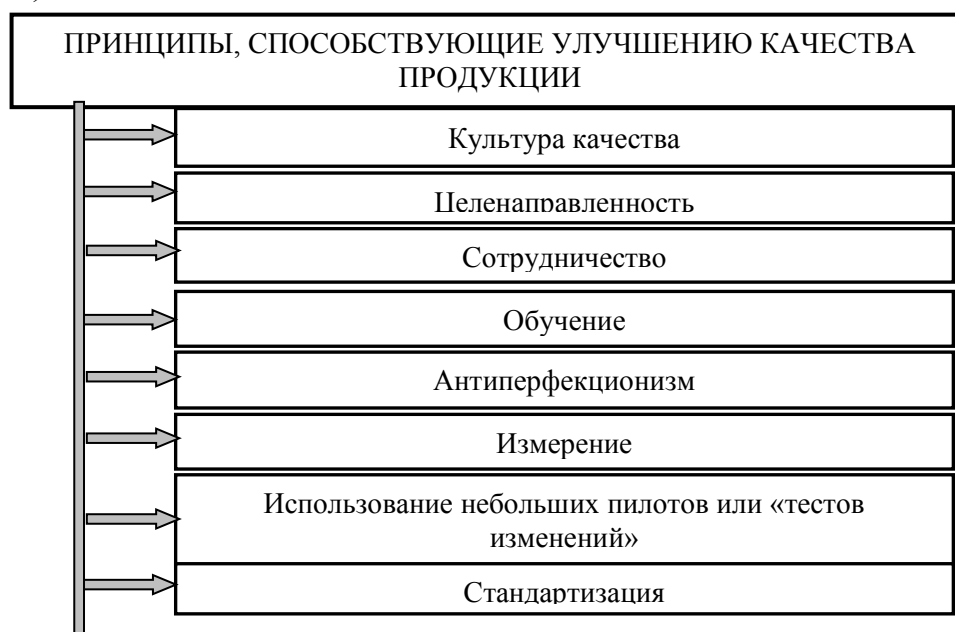 ПРИНЦИПЫ, СПОСОБСТВУЮЩИЕ УЛУЧШЕНИЮ КАЧЕСТВА
ПРОДУКЦИИ
Культура качества
Целенаправленность
Сотрудничество
Обучение
Антиперфекционизм
Измерение
Использование небольших пилотов или «тестов
изменений»
Стандартизация